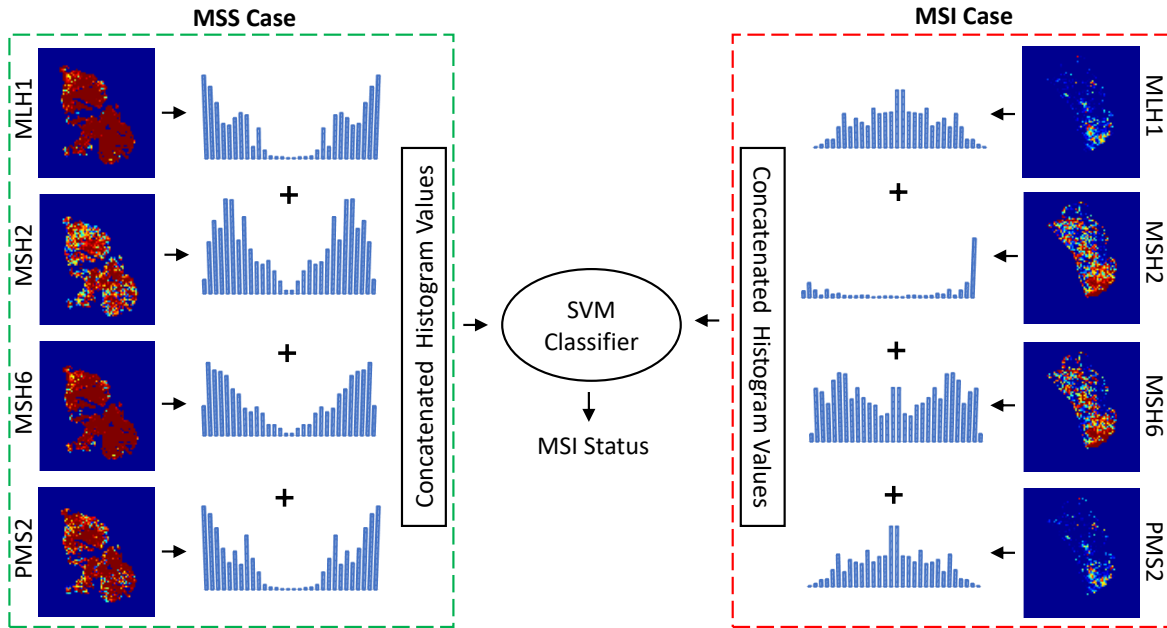 MSS Case
MLH1
+
MSH2
+
MSH6
+
PMS2
Concatenated Histogram Values
SVM
Classifier
MSI Status
MSI Case
MLH1
+
MSH2
+
MSH6
+
PMS2
Concatenated Histogram Values